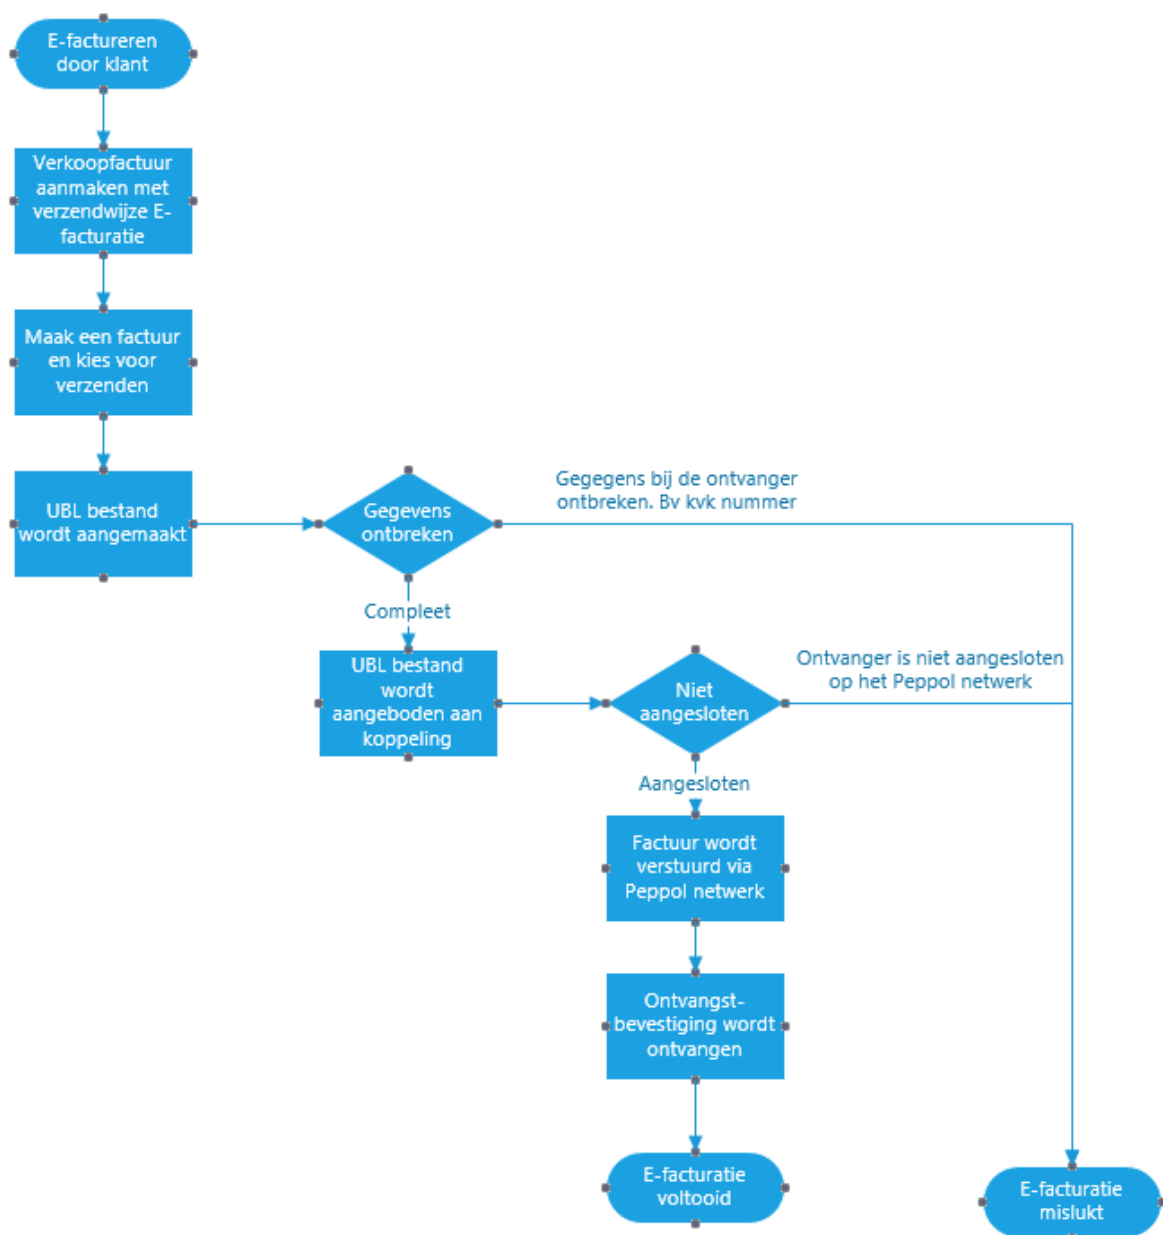 E-factureren
door klant
Verkoopfactuur
aanmaken met
verzendwijze E-
facturatie
Maak een factuur
en kies voor
verzenden
UBL bestand
wordt aangemaakt
Gegevens
ontbreken
Gegegens bij de ontvanger
ontbreken. Bv kvk nummer
Compleet
UBL bestand
wordt
aangeboden aan
koppeling
Niet
aangesloten
Ontvanger is niet aangesloten
op het Peppol netwerk
Aangesloten
Factuur wordt
verstuurd via
Peppol netwerk
Ontvangst-
bevestiging wordt
ontvangen
E-facturatie
voltooid
E-facturatie
mislukt